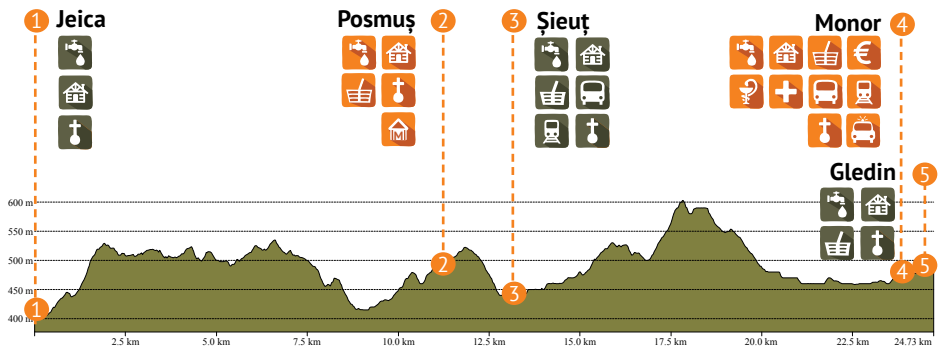 1 Jeica
Posmuș 2
3 Șieuț
Monor 4
€
M
Gledin 5
600 m
550 m
500 m
450 m
400 m
1
2
3
4
5
2.5 km 5.0 km 7.5 km 10.0 km 12.5 km 15.0 km 17.5 km 20.0 km 22.5 km 24.73 km